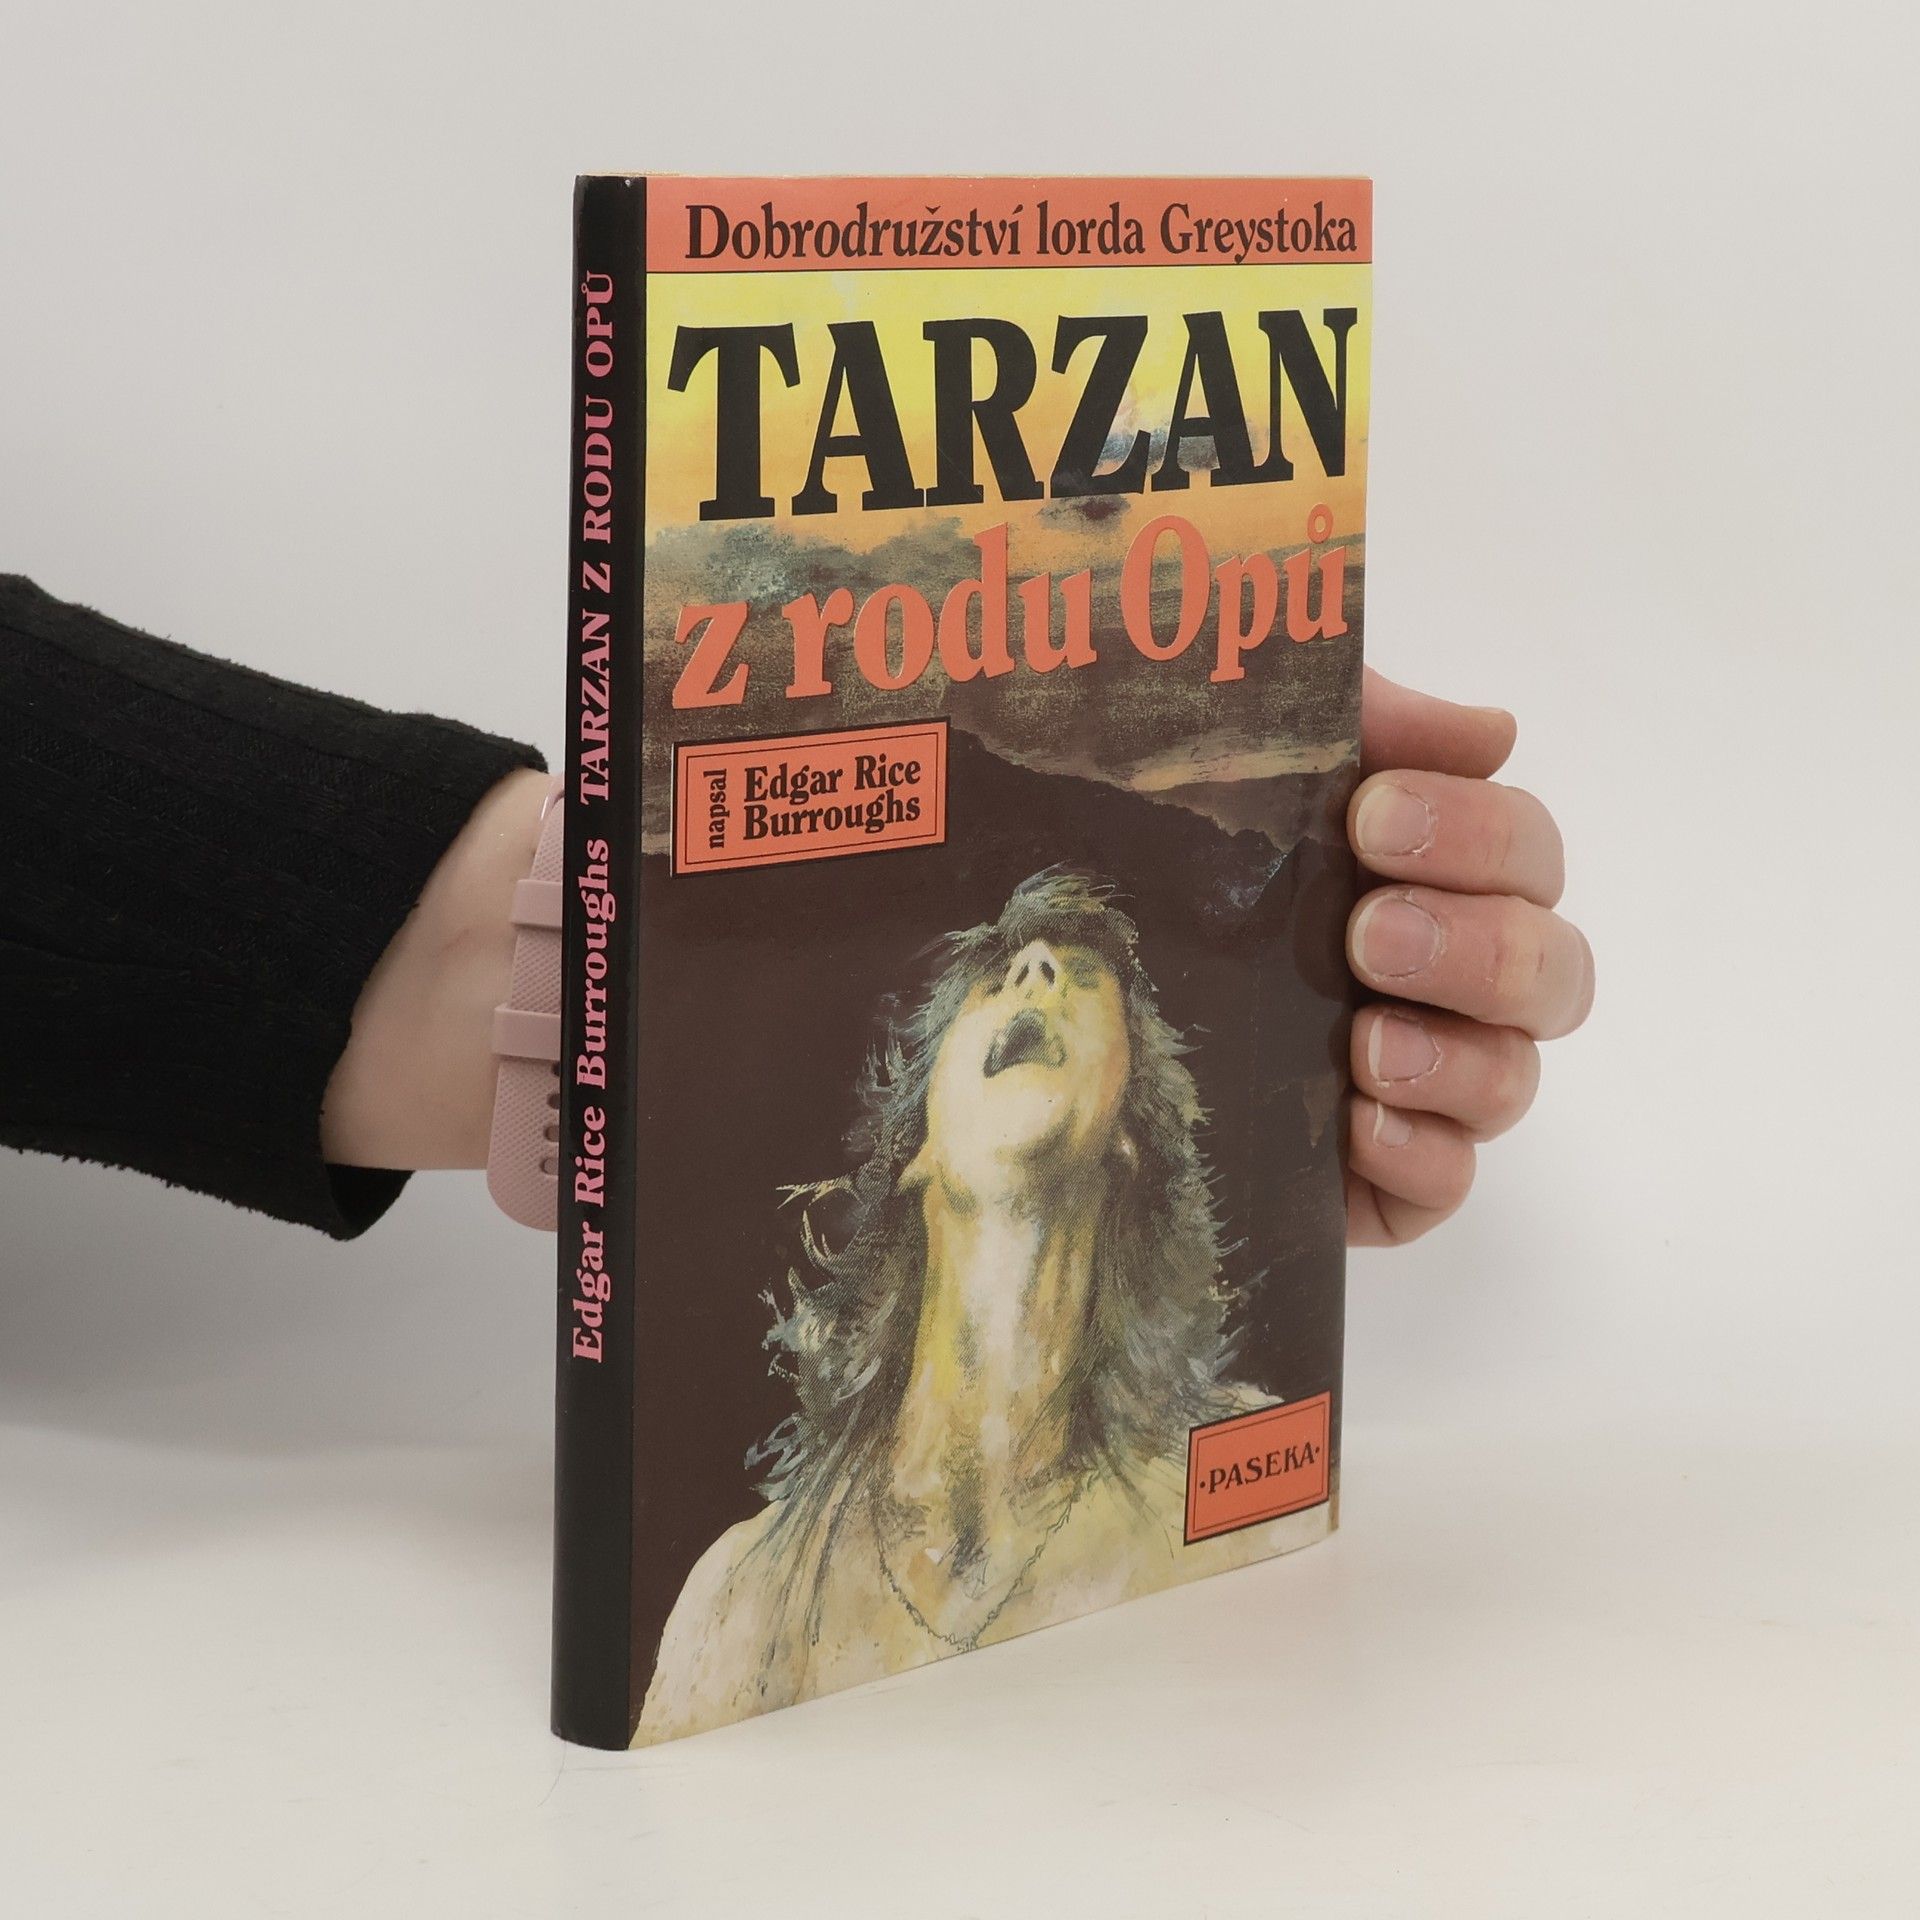 Dobrodružství lorda Greystoka
TARZAN
z rodu Opů
napsal
Edgar Rice
Burroughs
·PASEKA·
Edgar Rice Burroughs TARZAN Z RODU OPŮ